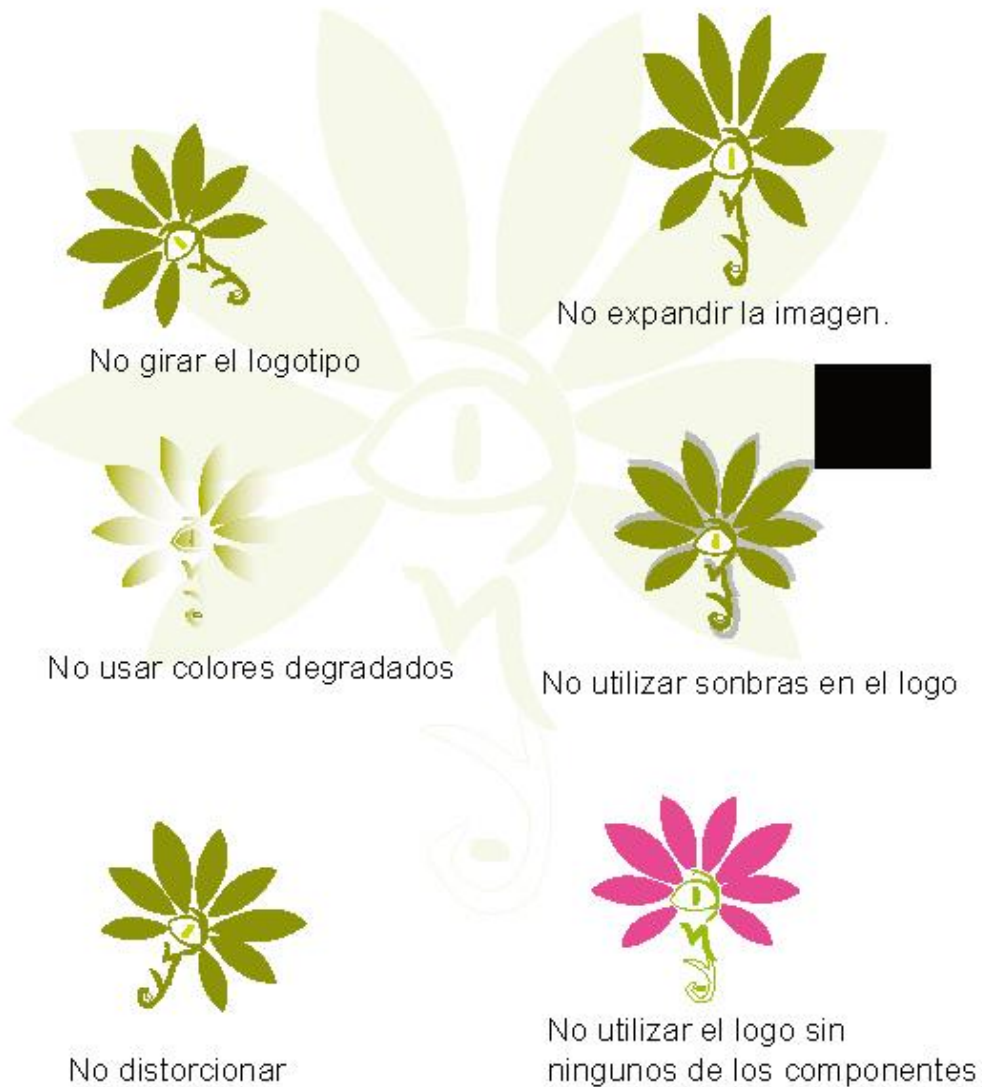 No girar el logotipo
No expandir la imagen.
No usar colores degradados
No utilizar sonbras en el logo
No distorcionar
No utilizar el logo sin
ningunos de los componentes